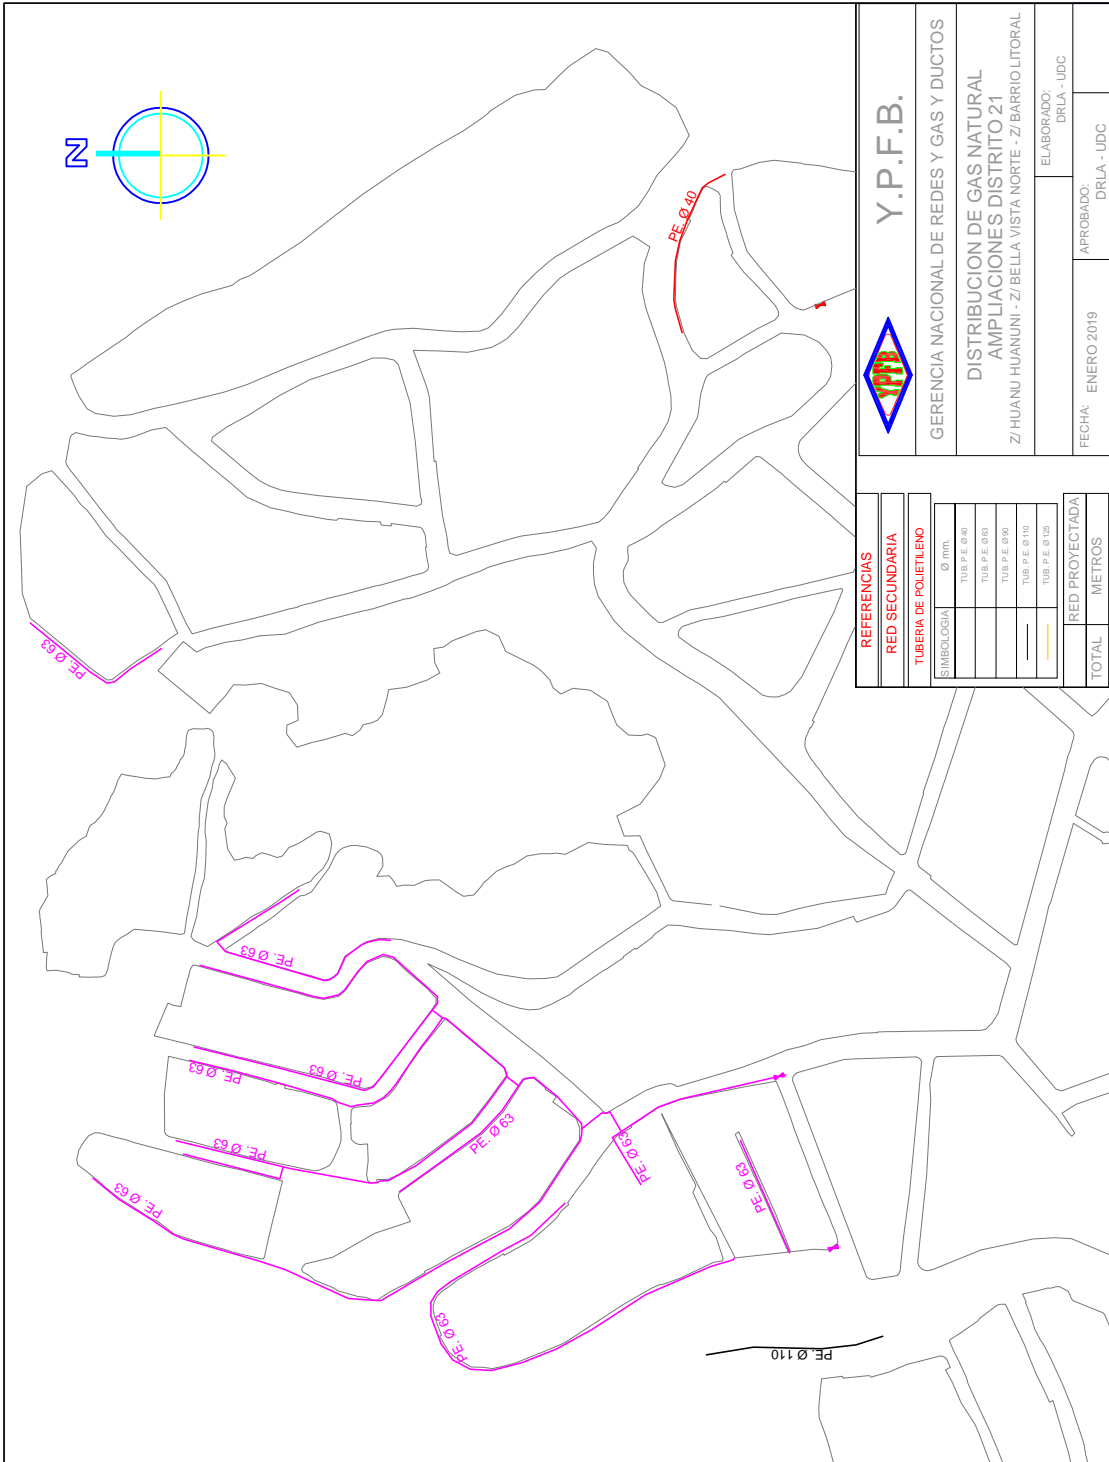 N
Y.P.F.B.
YPFB
GERENCIA NACIONAL DE REDES Y GAS Y DUCTOS
DISTRIBUCION DE GAS NATURAL
AMPLIACIONES DISTRITO 21
Z/ HUANU HUANUNI - Z/ BELLA VISTA NORTE - Z/ BARRIO LITORAL
ELABORADO:
DRLA - UDC
FECHA: ENERO 2019
APROBADO:
DRLA - UDC
REFERENCIAS
RED SECUNDARIA
TUBERIA DE POLIETILENO
SIMBOLOGIA Ø mm.
TUB. P.E. Ø 40
TUB. P.E. Ø 63
TUB. P.E. Ø 90
TUB. P.E. Ø 110
TUB. P.E. Ø 125
RED PROYECTADA
TOTAL METROS
PE. Ø 40
PE. Ø 63
PE. Ø 63
PE. Ø 63
PE. Ø 63
PE. Ø 63
PE. Ø 63
PE. Ø 63
PE. Ø 63
PE. Ø 63
PE. Ø 63
PE. Ø 110